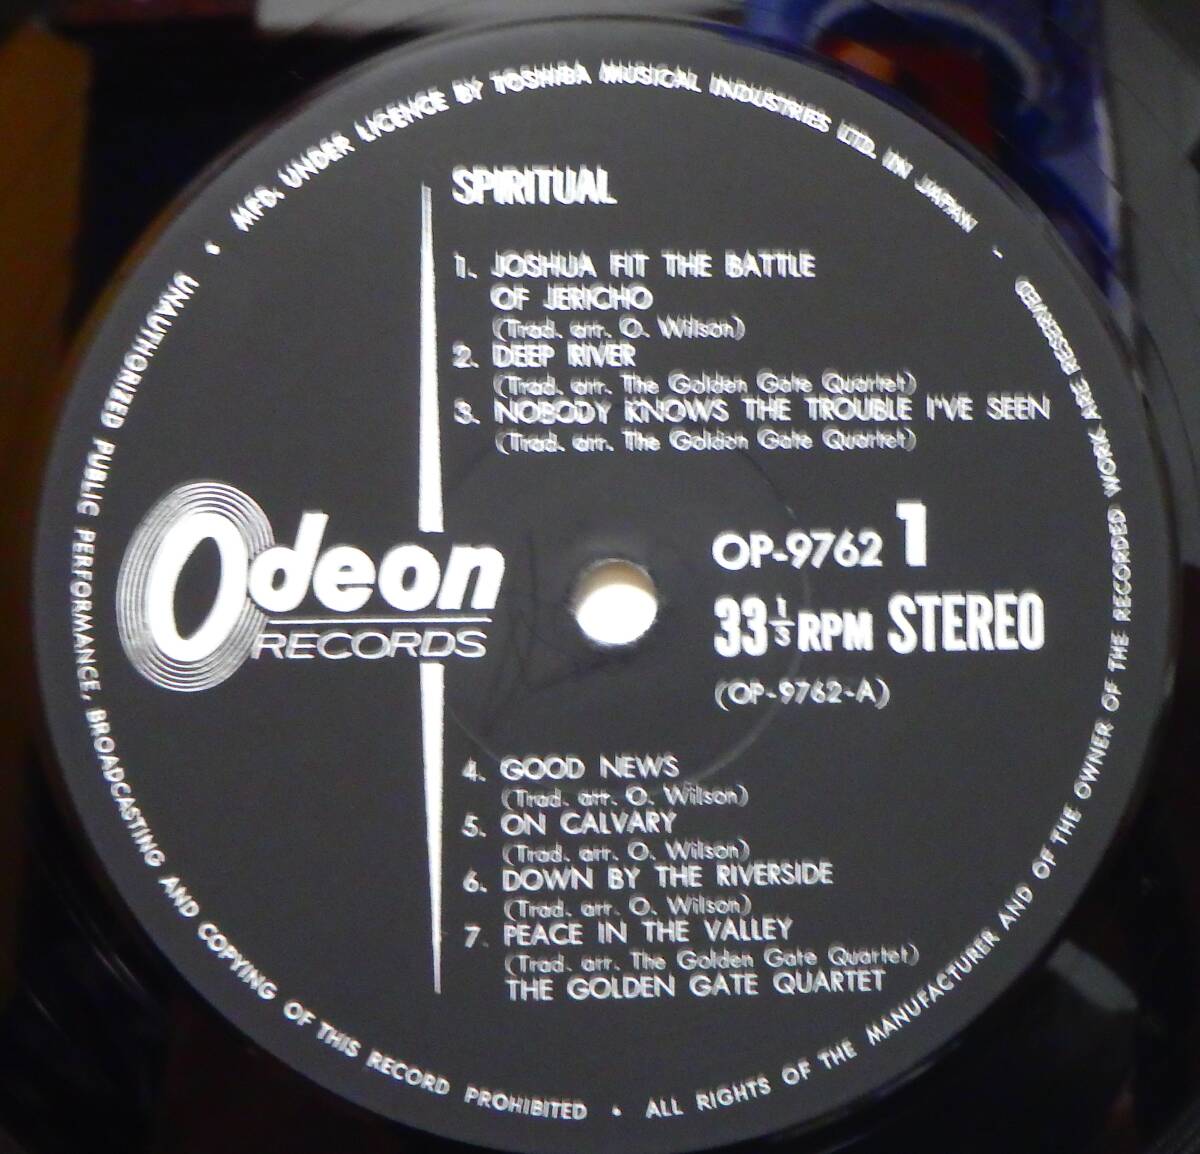 MFD. UNDER LICENCE BY TOSHIBA MUSICAL INDUSTRIES LTD. IN JAPAN
SPIRITUAL
1. JOSHUA FIT THE BATTLE
OF JERICHO
(Trad. arr. O. Wilson)
2. DEEP RIVER
(Trad. arr. The Golden Gate Quartet)
3. NOBODY KNOWS THE TROUBLE I'VE SEEN
(Trad. arr. The Golden Gate Quartet)
Odeon
RECORDS
OP-9762 1
33 1/3 RPM STEREO
(OP-9762-A)
4. GOOD NEWS
(Trad. arr. O. Wilson)
5. ON CALVARY
(Trad. arr. O. Wilson)
6. DOWN BY THE RIVERSIDE
(Trad. arr. O. Wilson)
7. PEACE IN THE VALLEY
(Trad. arr. The Golden Gate Quartet)
THE GOLDEN GATE QUARTET
UNAUTHORIZED PUBLIC PERFORMANCE, BROADCASTING AND COPYING OF THIS RECORD PROHIBITED • ALL RIGHTS OF THE MANUFACTURER AND OF THE OWNER OF THE RECORDED WORK ARE RESERVED